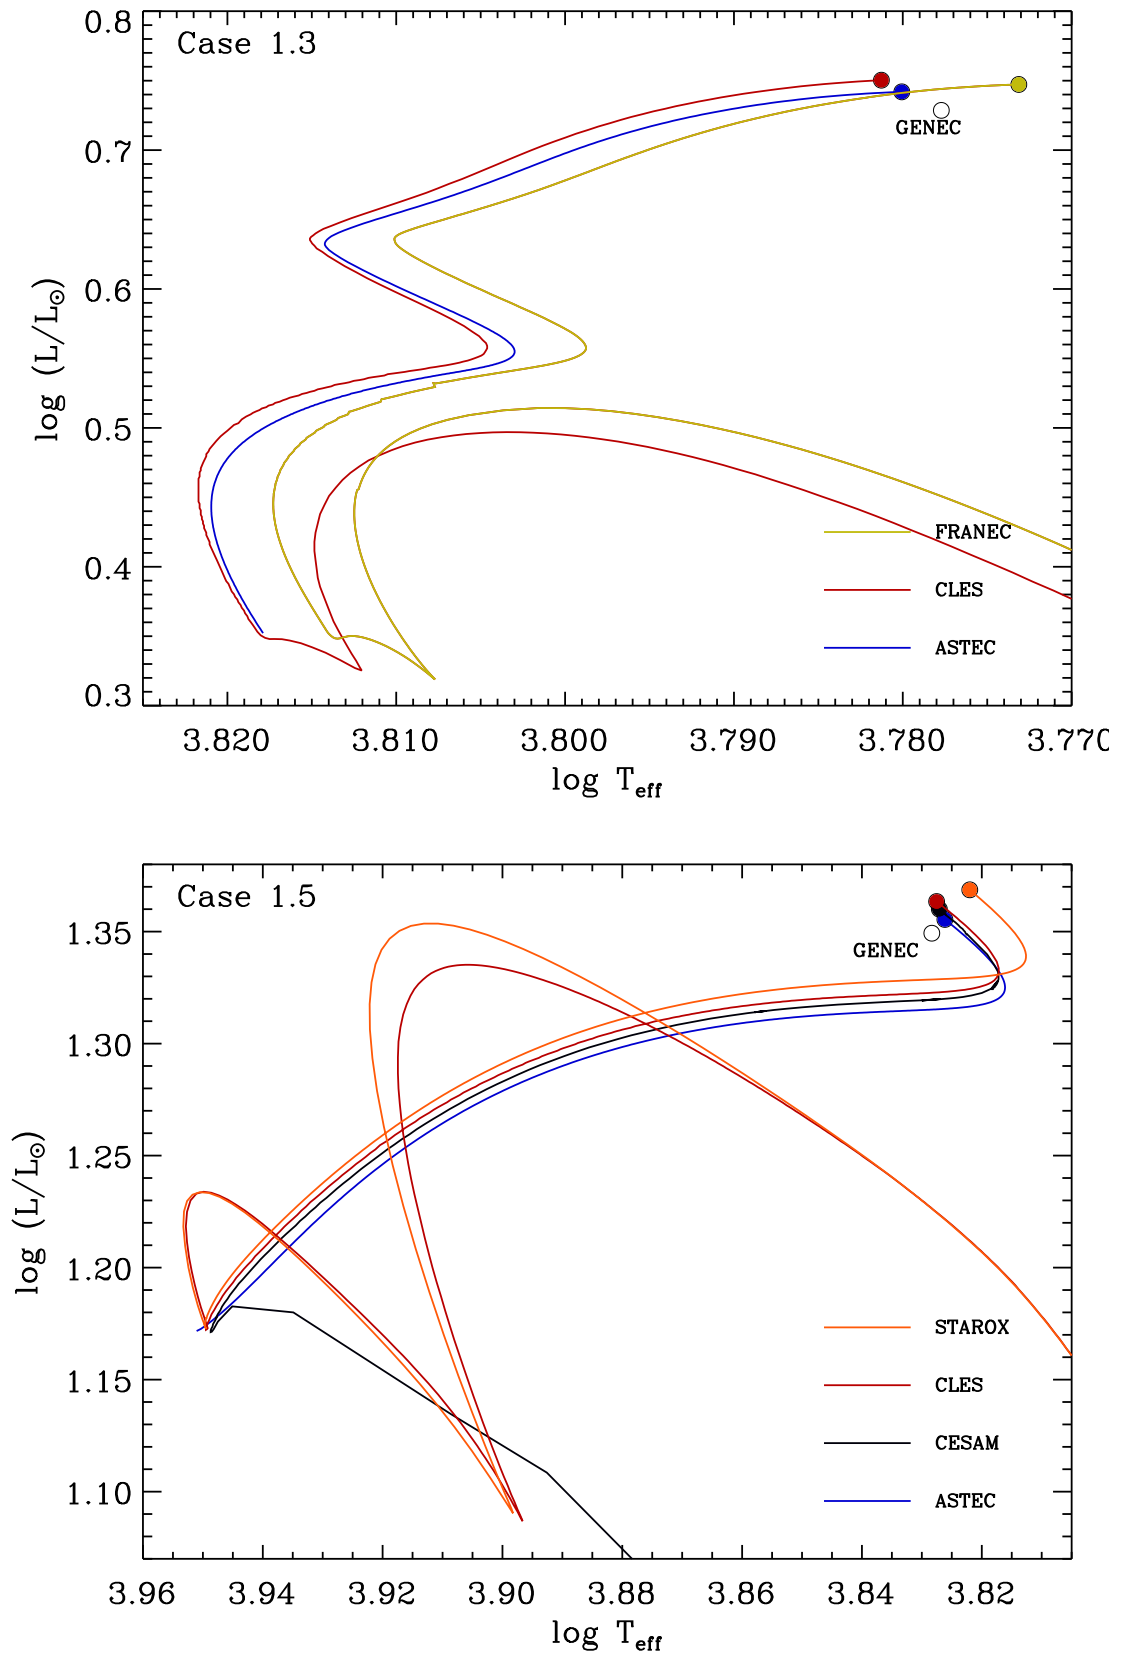 Case 1.3
0.8
0.7
0.6
0.5
0.4
0.3
log (L/L☉)
GENEC
FRANEC
CLES
ASTEC
3.820 3.810 3.800 3.790 3.780 3.770
log Teff
Case 1.5
1.35
1.30
1.25
1.20
1.15
1.10
log (L/L☉)
GENEC
STAROX
CLES
CESAM
ASTEC
3.96 3.94 3.92 3.90 3.88 3.86 3.84 3.82
log Teff